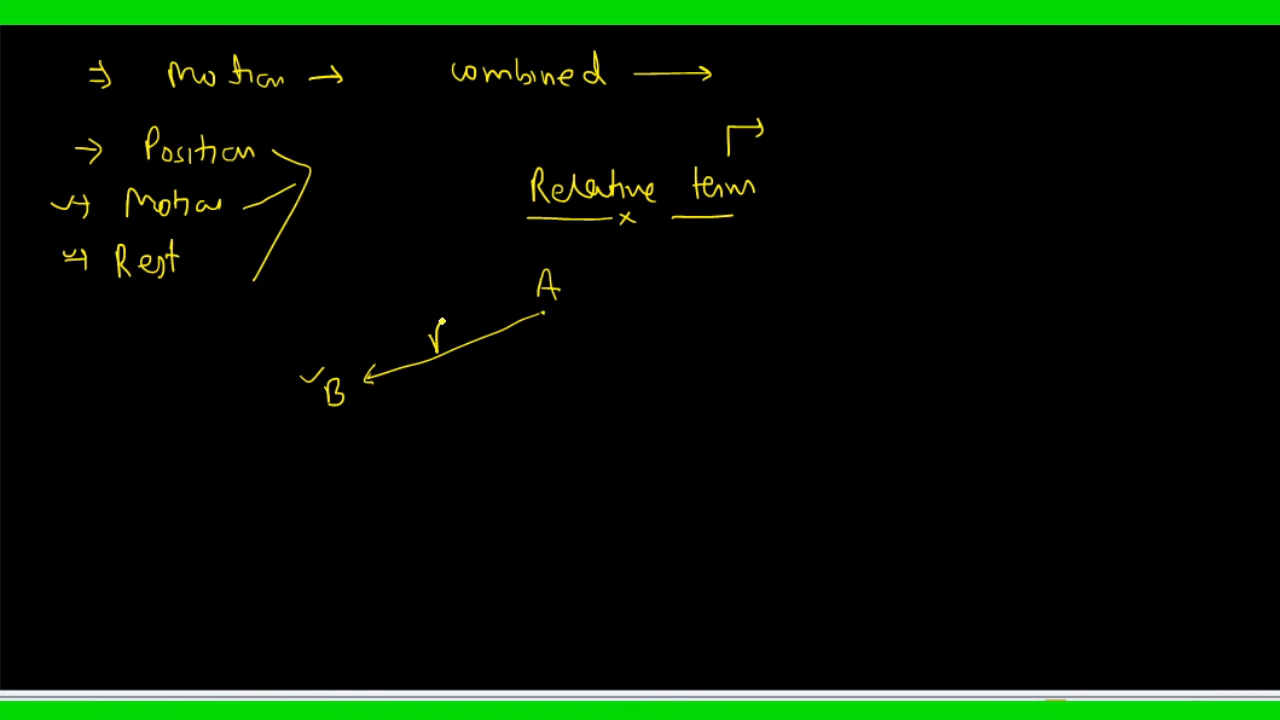 ⇒ Motion → combined →
→ Position
Relative term
→ Motion
→ Rest
A
r
B